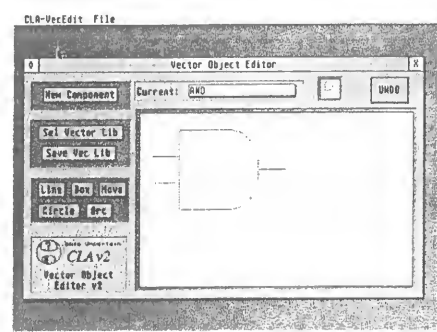 CLA-VecEdit File
Vector Object Editor
X
New Component
Current: AND
UNDO
Sel Vector Lib
Save Vec Lib
Line Box Move
Circle Arc
CLA v2
Vector Object
Editor v2